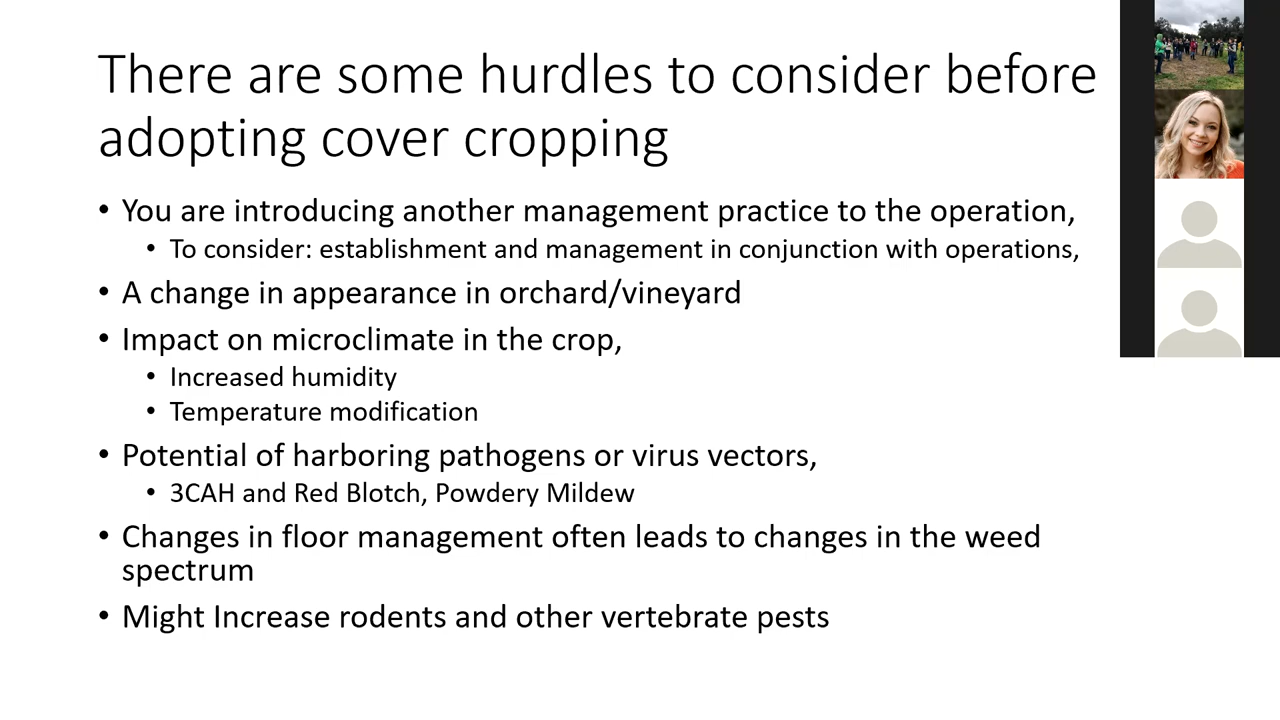 There are some hurdles to consider before
adopting cover cropping
• You are introducing another management practice to the operation,
• To consider: establishment and management in conjunction with operations,
• A change in appearance in orchard/vineyard
• Impact on microclimate in the crop,
• Increased humidity
• Temperature modification
• Potential of harboring pathogens or virus vectors,
• 3CAH and Red Blotch, Powdery Mildew
• Changes in floor management often leads to changes in the weed
spectrum
• Might Increase rodents and other vertebrate pests